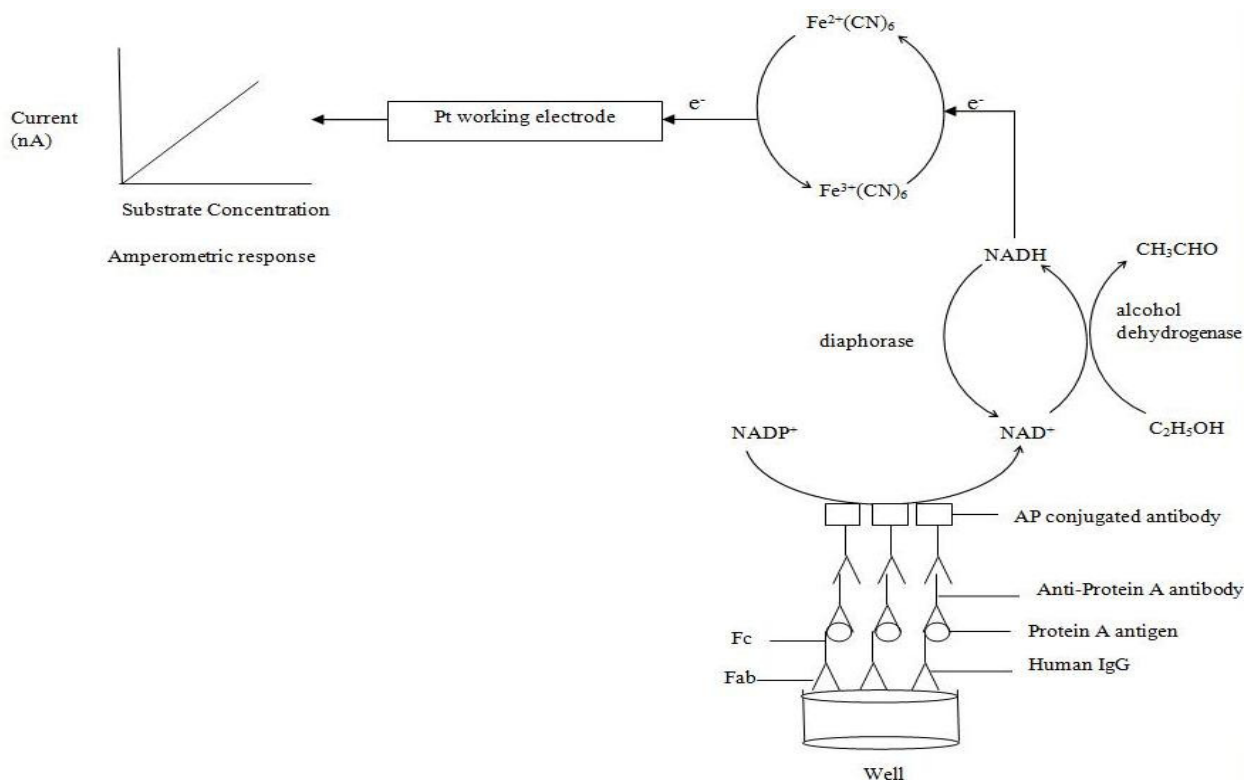 Fe²⁺(CN)₆
e⁻
e⁻
Current
(nA)
Pt working electrode
Fe³⁺(CN)₆
Substrate Concentration
Amperometric response
NADH
CH₃CHO
diaphorase
alcohol
dehydrogenase
NADP⁺
NAD⁺
C₂H₅OH
AP conjugated antibody
Anti-Protein A antibody
Fc
Protein A antigen
Human IgG
Fab
Well